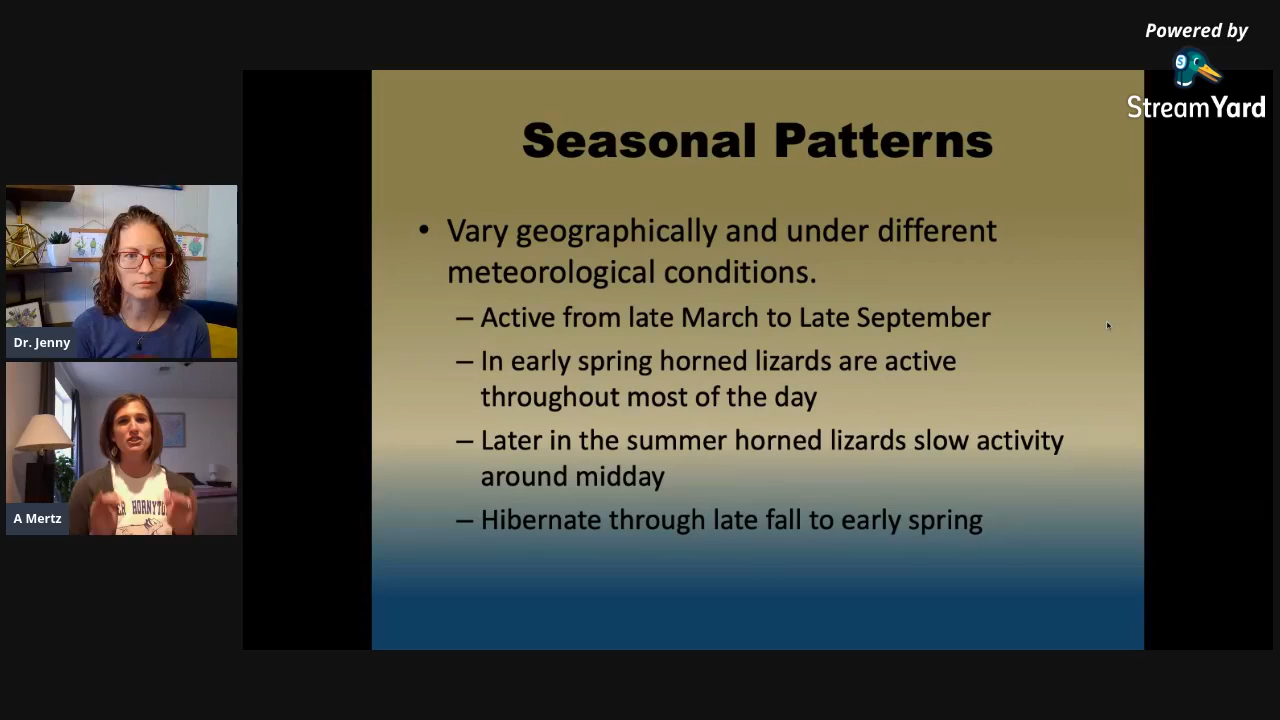 Powered by
StreamYard
Seasonal Patterns
• Vary geographically and under different
meteorological conditions.
– Active from late March to Late September
– In early spring horned lizards are active
throughout most of the day
– Later in the summer horned lizards slow activity
around midday
– Hibernate through late fall to early spring
Dr. Jenny
A Mertz